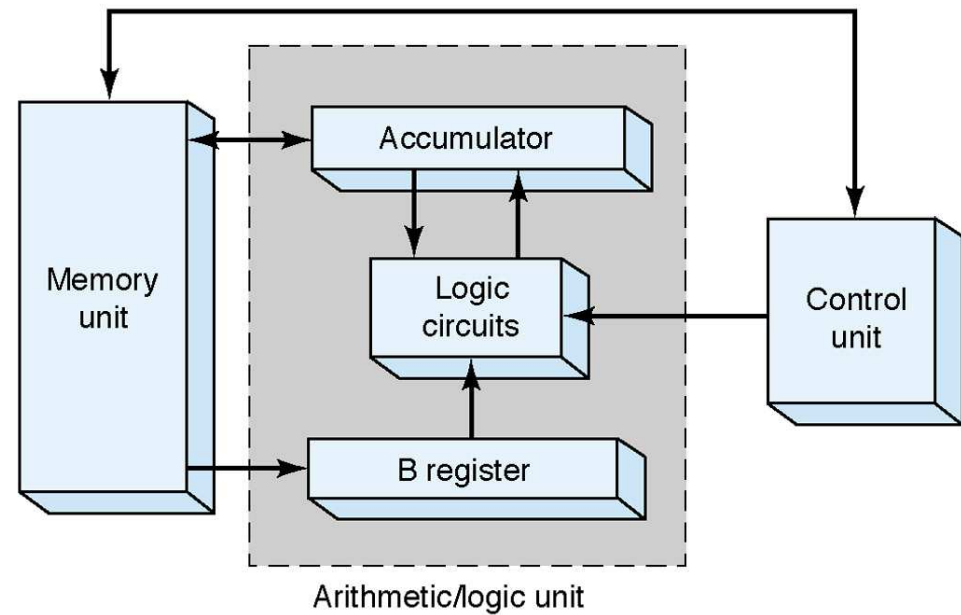 Accumulator
Memory
unit
Logic
circuits
Control
unit
B register
Arithmetic/logic unit